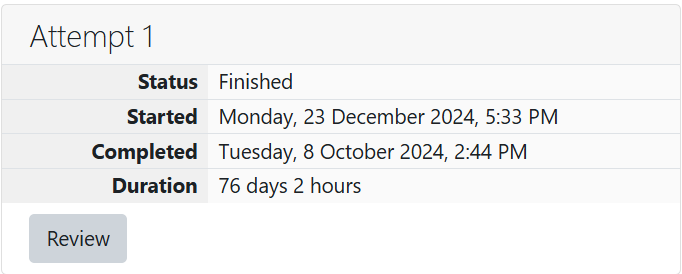 Attempt 1
Status Finished
Started Monday, 23 December 2024, 5:33 PM
Completed Tuesday, 8 October 2024, 2:44 PM
Duration 76 days 2 hours
Review